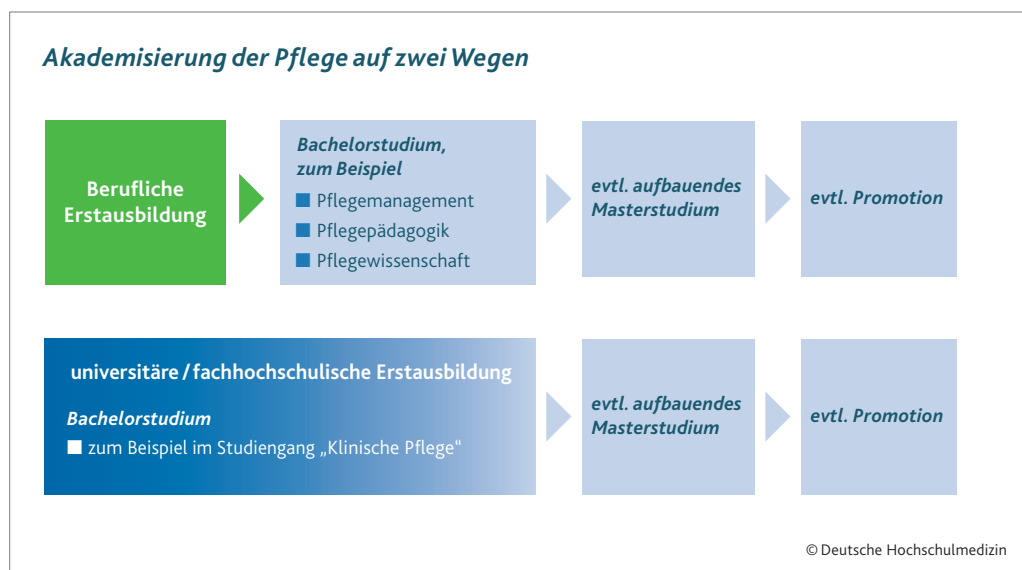 Akademisierung der Pflege auf zwei Wegen
Berufliche
Erstausbildung
Bachelorstudium,
zum Beispiel
Pflegemanagement
Pflegepädagogik
Pflegewissenschaft
evtl. aufbauendes
Masterstudium
evtl. Promotion
universitäre / fachhochschulische Erstausbildung
Bachelorstudium
zum Beispiel im Studiengang „Klinische Pflege“
evtl. aufbauendes
Masterstudium
evtl. Promotion
© Deutsche Hochschulmedizin